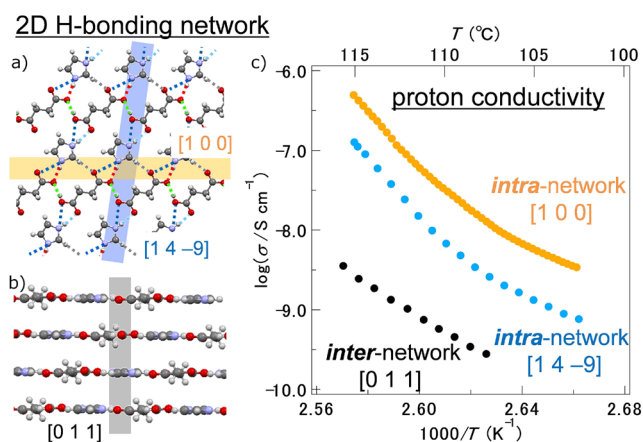 2D H-bonding network
a)
[1 0 0]
[1 4 –9]
b)
[0 1 1]
c)
T (°C)
115
110
105
103
proton conductivity
-6.0
-7.0
-8.0
-9.0
-10.0
log(σ/S cm⁻¹)
intra-network
[1 0 0]
intra-network
[1 4 –9]
inter-network
[0 1 1]
2.56
2.60
2.64
2.68
1000/T (K⁻¹)